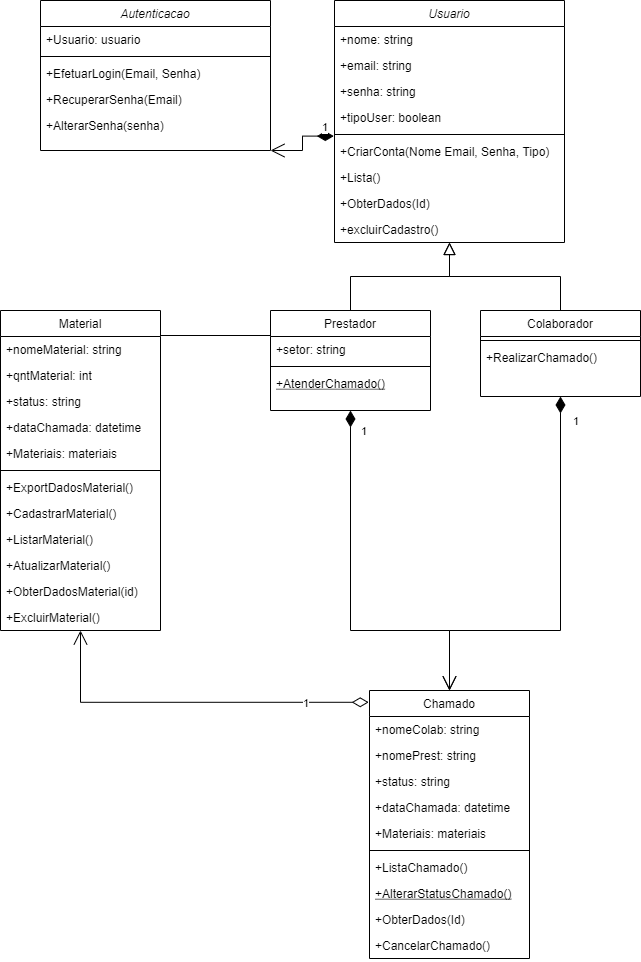 Autenticacao
+Usuario: usuario
+EfetuarLogin(Email, Senha)
+RecuperarSenha(Email)
+AlterarSenha(senha)
1
Usuario
+nome: string
+email: string
+senha: string
+tipoUser: boolean
+CriarConta(Nome Email, Senha, Tipo)
+Lista()
+ObterDados(Id)
+excluirCadastro()
Material
+nomeMaterial: string
+qntMaterial: int
+status: string
+dataChamada: datetime
+Materiais: materiais
+ExportDadosMaterial()
+CadastrarMaterial()
+ListarMaterial()
+AtualizarMaterial()
+ObterDadosMaterial(id)
+ExcluirMaterial()
Prestador
+setor: string
+AtenderChamado()
1
Colaborador
+RealizarChamado()
1
1
Chamado
+nomeColab: string
+nomePrest: string
+status: string
+dataChamada: datetime
+Materiais: materiais
+ListaChamado()
+AlterarStatusChamado()
+ObterDados(Id)
+CancelarChamado()